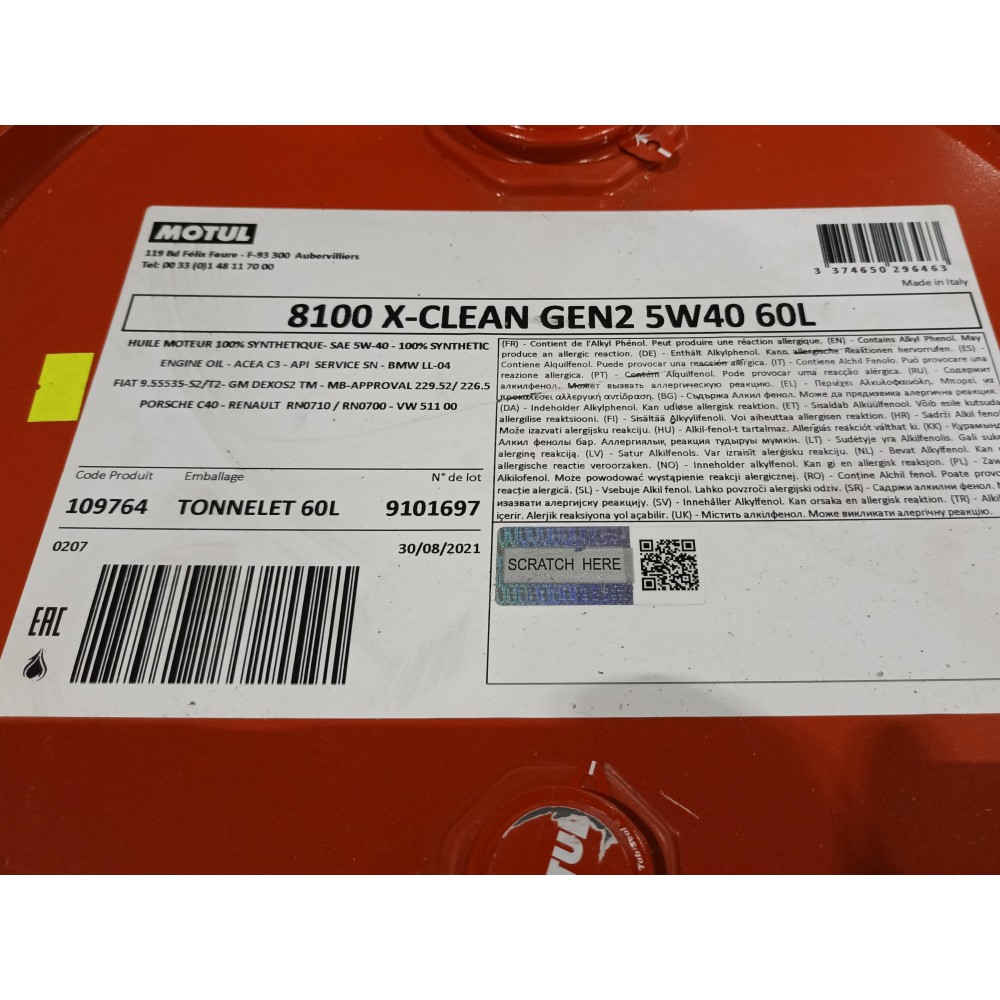 MOTUL
119 Bd Félix Faure - F-93 300 Aubervilliers
Tel: 00 33 (0)1 48 11 70 00
3 374650 296463
Made in Italy
8100 X-CLEAN GEN2 5W40 60L
HUILE MOTEUR 100% SYNTHETIQUE- SAE 5W-40 - 100% SYNTHETIC
ENGINE OIL - ACEA C3 - API SERVICE SN - BMW LL-04
FIAT 9.55535-S2/T2- GM DEXOS2 TM - MB-APPROVAL 229.52/ 226.5
PORSCHE C40 - RENAULT RN0710 / RN0700 - VW 511 00
(FR) - Contient de l'Alkyl Phénol. Peut produire une réaction allergique. (EN) - Contains Alkyl Phenol. May
produce an allergic reaction. (DE) - Enthält Alkylphenol. Kann allergische Reaktionen hervorrufen. (ES) -
Contiene Alquilfenol. Puede provocar una reacción alérgica. (IT) - Contiene Alchil Fenolo. Può provocare una
reazione allergica. (PT) - Contém Alquilfenol. Pode provocar uma reacção alérgica. (RU) - Содержит
алкилфенол. Может вызвать аллергическую реакцию. (EL) - Περιέχει Αλκυλοφαινόλη. Μπορεί να
προκαλέσει αλλεργική αντίδραση. (BG) - Съдържа Алкил фенол. Може да предизвика алергична реакция.
(DA) - Indeholder Alkylphenol. Kan udløse allergisk reaktion. (ET) - Sisaldab Alküülfenool. Võib esile kutsuda
allergilise reaktsiooni. (FI) - Sisältää Alkyylifenoli. Voi aiheuttaa allergisen reaktion. (HR) - Sadrži Alkil fenol
Može izazvati alergijsku reakciju. (HU) - Alkil-fenol-t tartalmaz. Allergiás reakciót válthat ki. (KK) - Құрамынд
Алкил фенолы бар. Аллергиялық реакция тудыруы мүмкін. (LT) - Sudėtyje yra Alkilfenolis. Gali suk
alerginę reakciją. (LV) - Satur Alkilfenols. Var izraisīt alerģisku reakciju. (NL) - Bevat Alkylfenol. Kan e
allergische reactie veroorzaken. (NO) - Inneholder alkylfenol. Kan gi en allergisk reaksjon. (PL) - Zaw
Alkilofenol. Może powodować wystąpienie reakcji alergicznej. (RO) - Conține Alchil fenol. Poate provo
reacție alergică. (SL) - Vsebuje Alkil fenol. Lahko povzroči alergijski odziv. (SR) - Садржи алкилни фенол. М
изазвати алергијску реакцију. (SV) - Innehåller Alkylfenol. Kan orsaka en allergisk reaktion. (TR) - Alki
içerir. Alerjik reaksiyona yol açabilir. (UK) - Містить алкілфенол. Може викликати алергічну реакцію.
Code Produit Emballage N° de lot
109764 TONNELET 60L 9101697
0207 30/08/2021
SCRATCH HERE
EAC
Tab-Seal